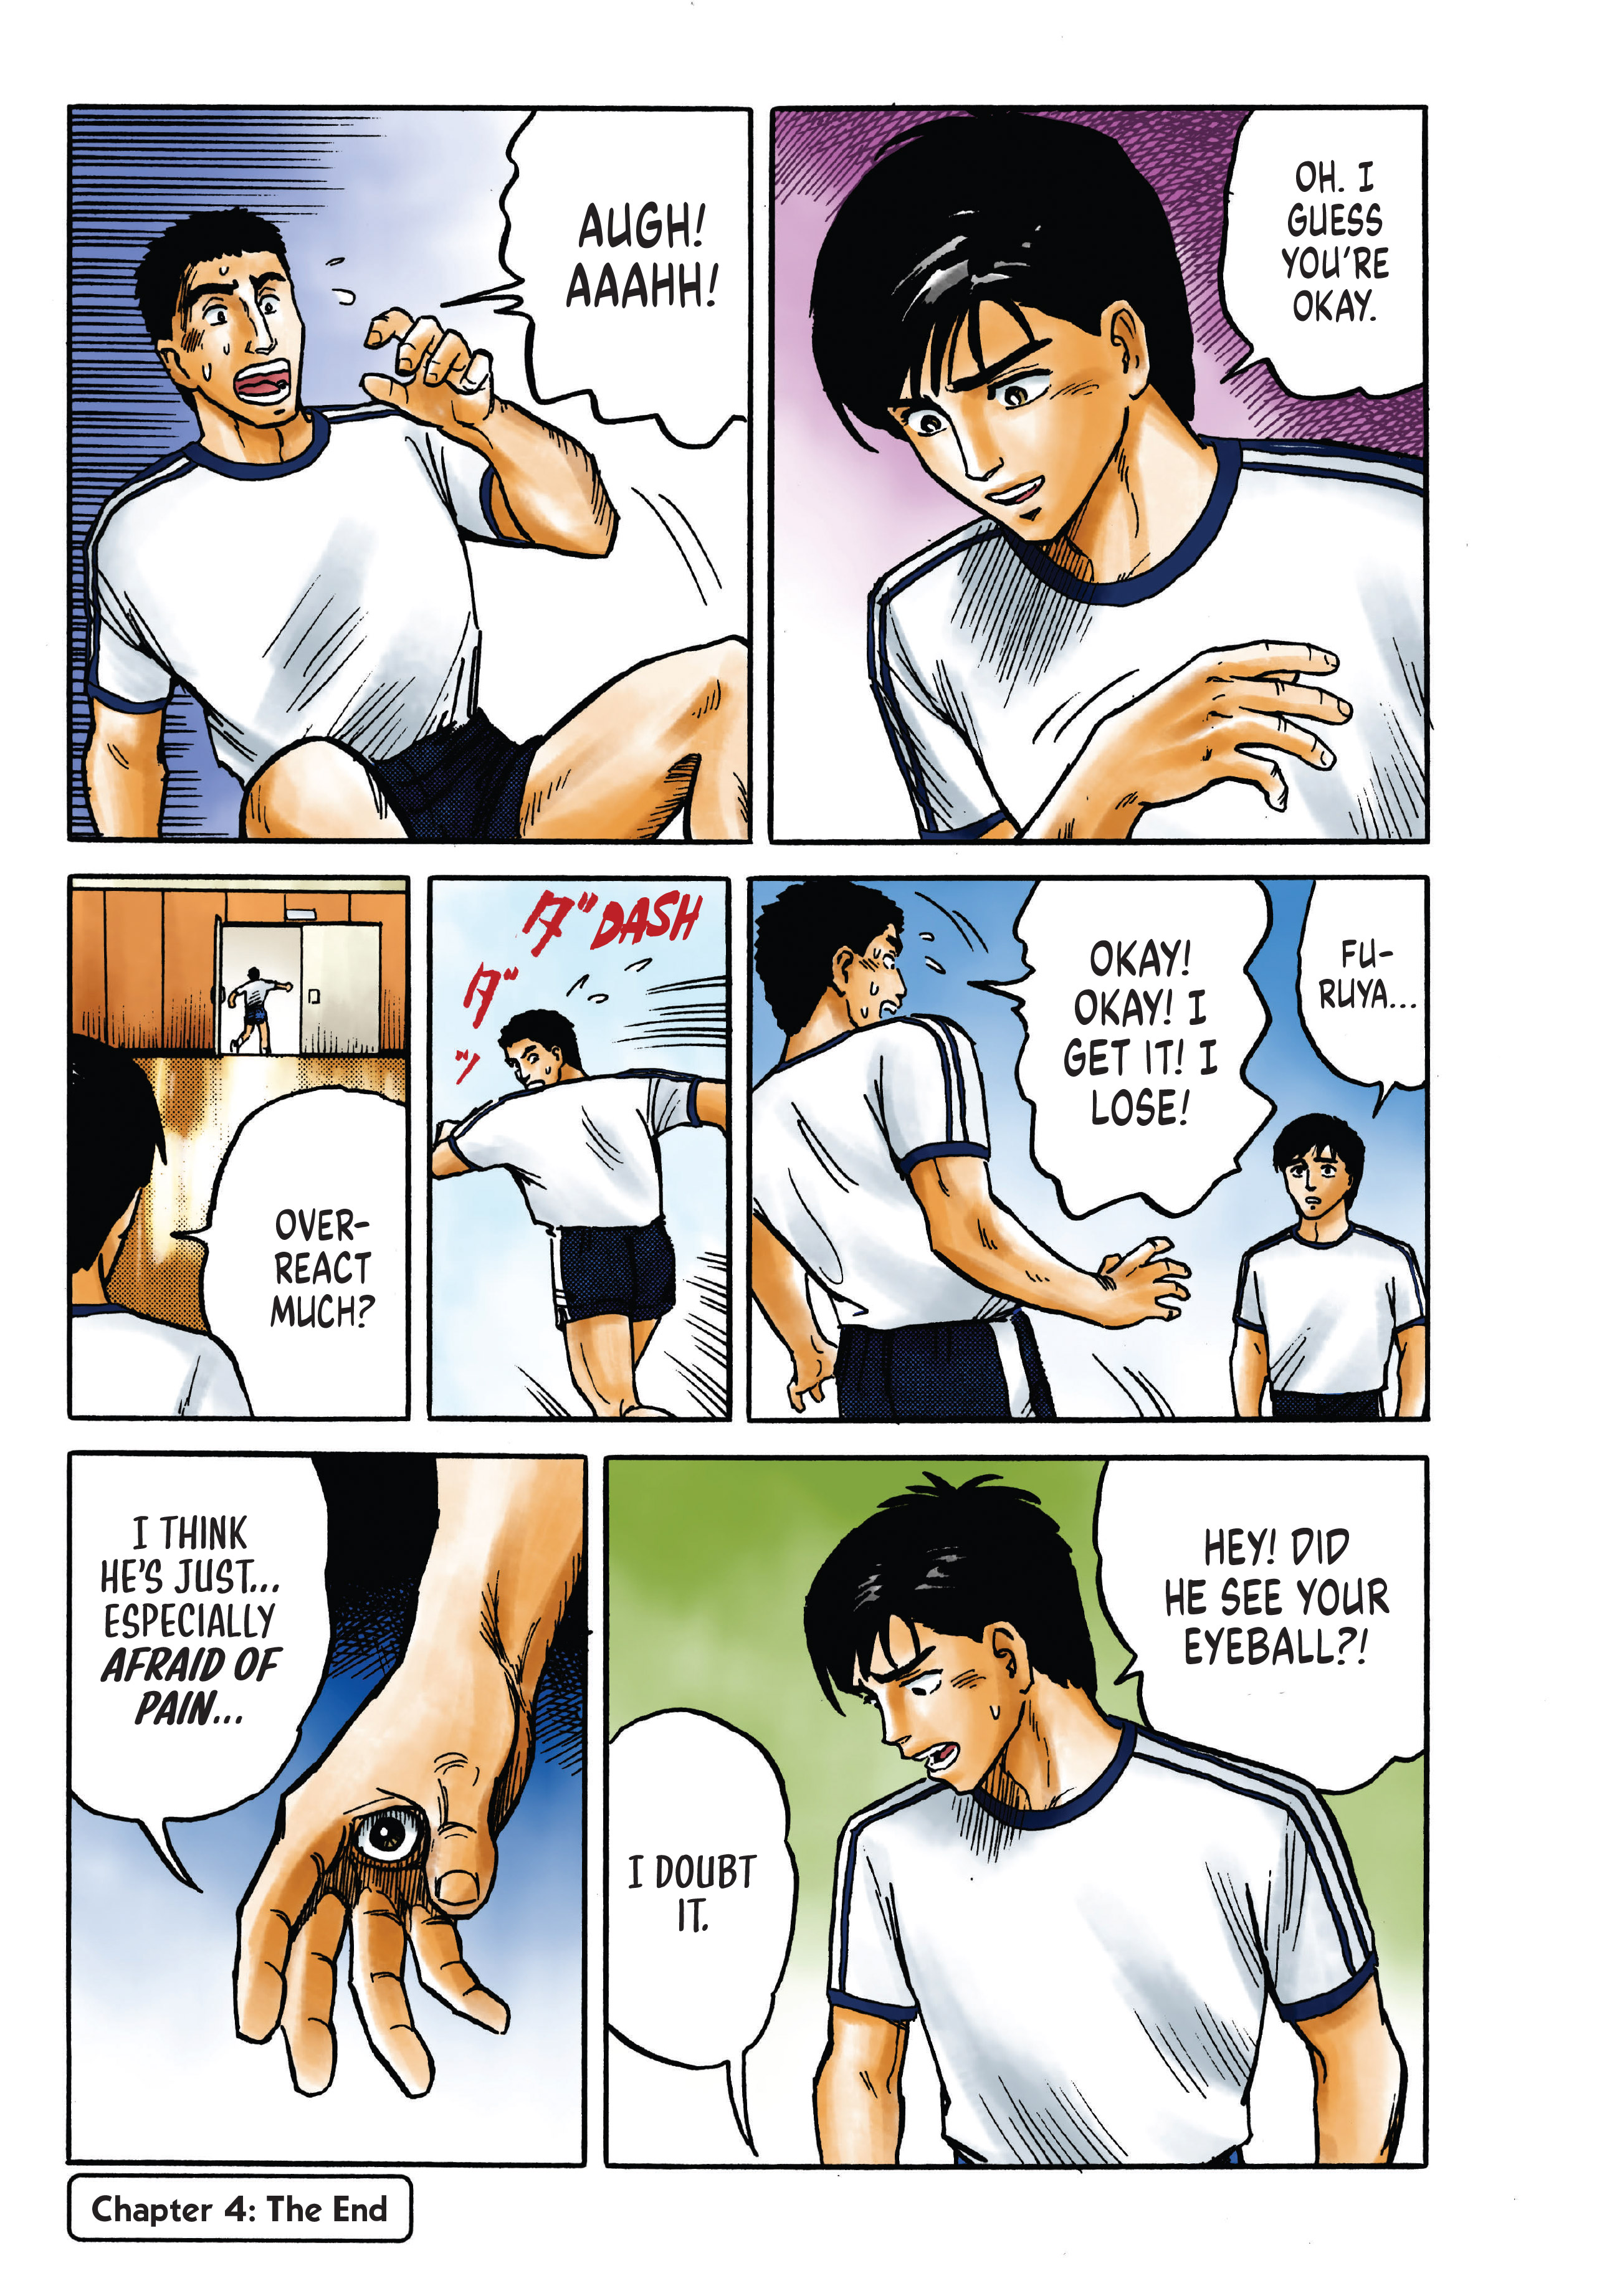 OH. I
GUESS
YOU'RE
OKAY.
AUGH!
AAAHH!
FU-
RUYA...
OKAY!
OKAY! I
GET IT! I
LOSE!
ダ" DASH
ダ"
ッ
OVER-
REACT
MUCH?
HEY! DID
HE SEE YOUR
EYEBALL?!
I DOUBT
IT.
I THINK
HE'S JUST...
ESPECIALLY
AFRAID OF
PAIN...
Chapter 4: The End